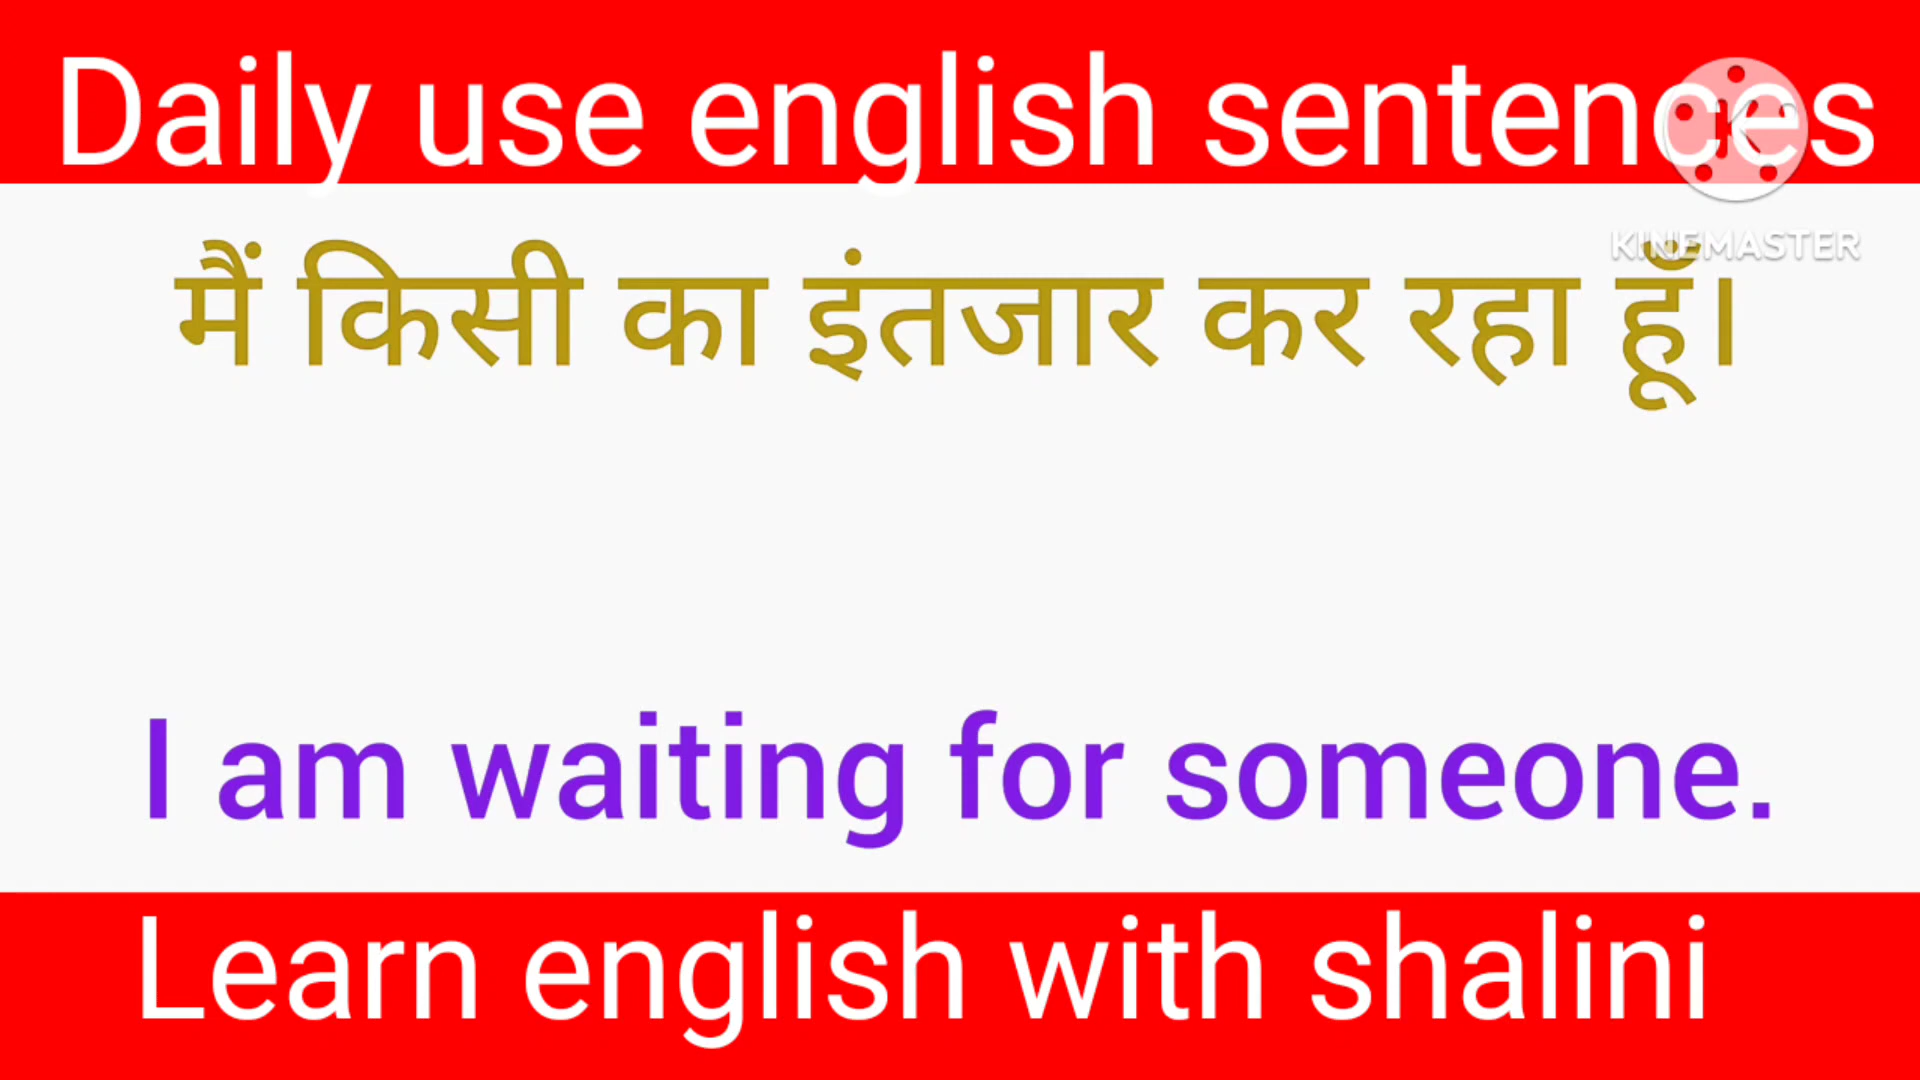 Daily use english sentences
KINEMASTER
मैं किसी का इंतजार कर रहा हूँ।
I am waiting for someone.
Learn english with shalini